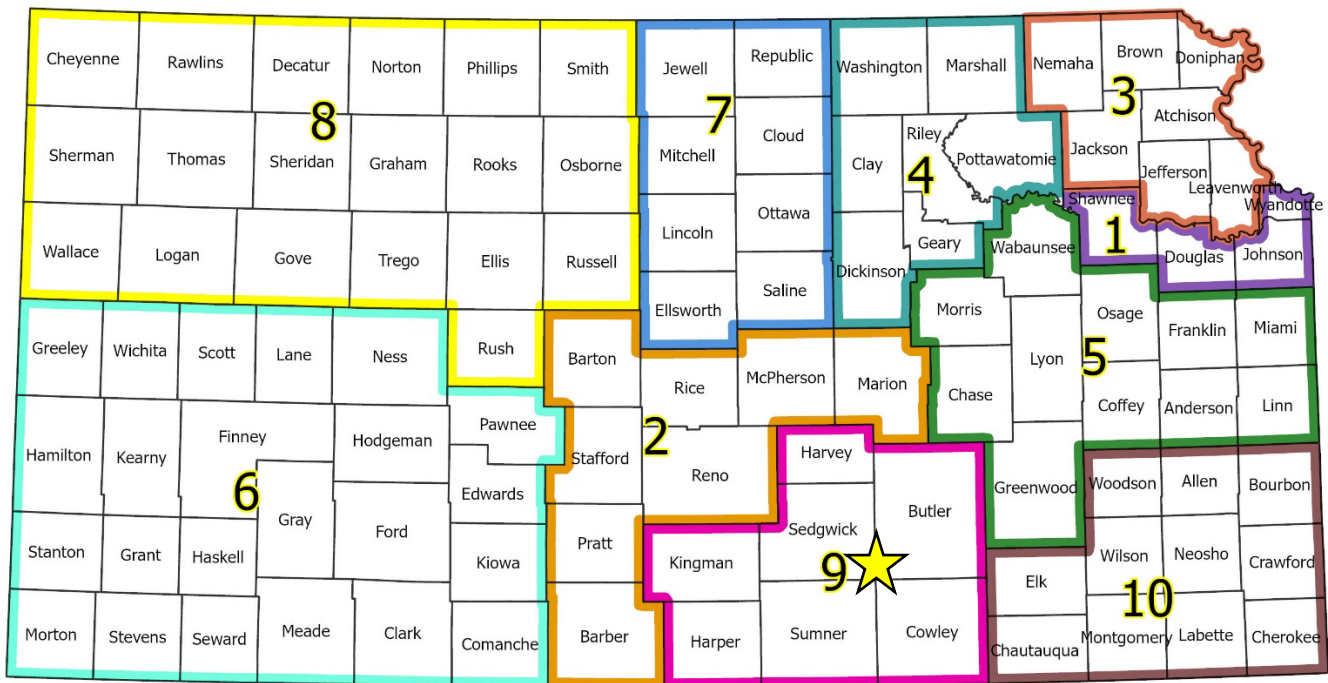 Cheyenne
Rawlins
Decatur
Norton
Phillips
Smith
Jewell
Republic
Washington
Marshall
Nemaha
Brown
Doniphan
8
7
3
Sherman
Thomas
Sheridan
Graham
Rooks
Osborne
Mitchell
Cloud
Clay
Riley
4
Pottawatomie
Jackson
Atchison
Jefferson
Leavenworth
Wyandotte
Wallace
Logan
Gove
Trego
Ellis
Russell
Lincoln
Ottawa
Geary
Wabaunsee
Shawnee
1
Douglas
Johnson
Ellsworth
Saline
Dickinson
Morris
Osage
Franklin
Miami
Greeley
Wichita
Scott
Lane
Ness
Rush
Barton
Rice
McPherson
Marion
Chase
Lyon
5
Coffey
Anderson
Linn
Hamilton
Kearny
Finney
Hodgeman
Pawnee
Stafford
2
Reno
Harvey
Butler
Greenwood
Woodson
Allen
Bourbon
6
Gray
Ford
Edwards
Kiowa
Pratt
Kingman
Sedgwick
9
Elk
Wilson
Neosho
Crawford
10
Stanton
Grant
Haskell
Morton
Stevens
Seward
Meade
Clark
Comanche
Barber
Harper
Sumner
Cowley
Chautauqua
Montgomery
Labette
Cherokee